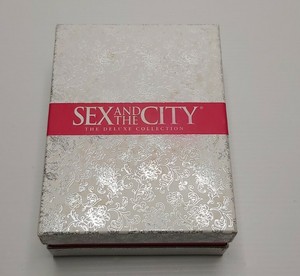 SEX AND THE CITY®
THE DELUXE COLLECTION